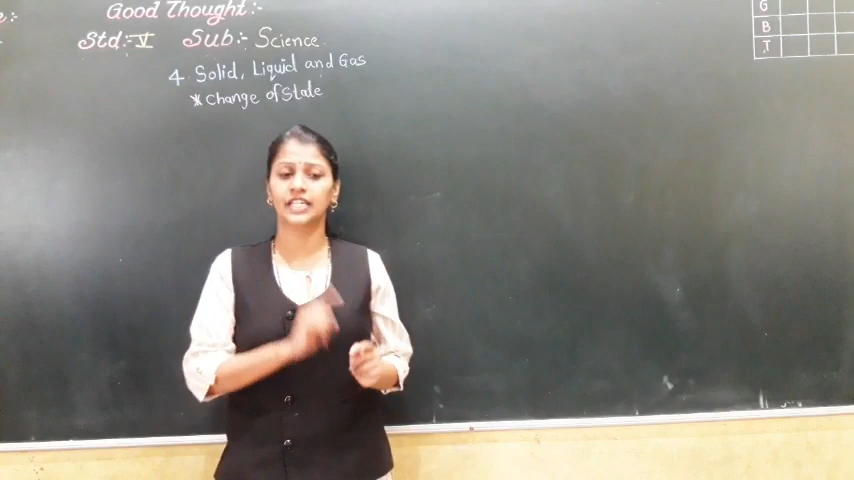 e:-
Good Thought:-
Std:- V Sub:- Science
4. Solid, Liquid and Gas
* Change of State
G
B
T